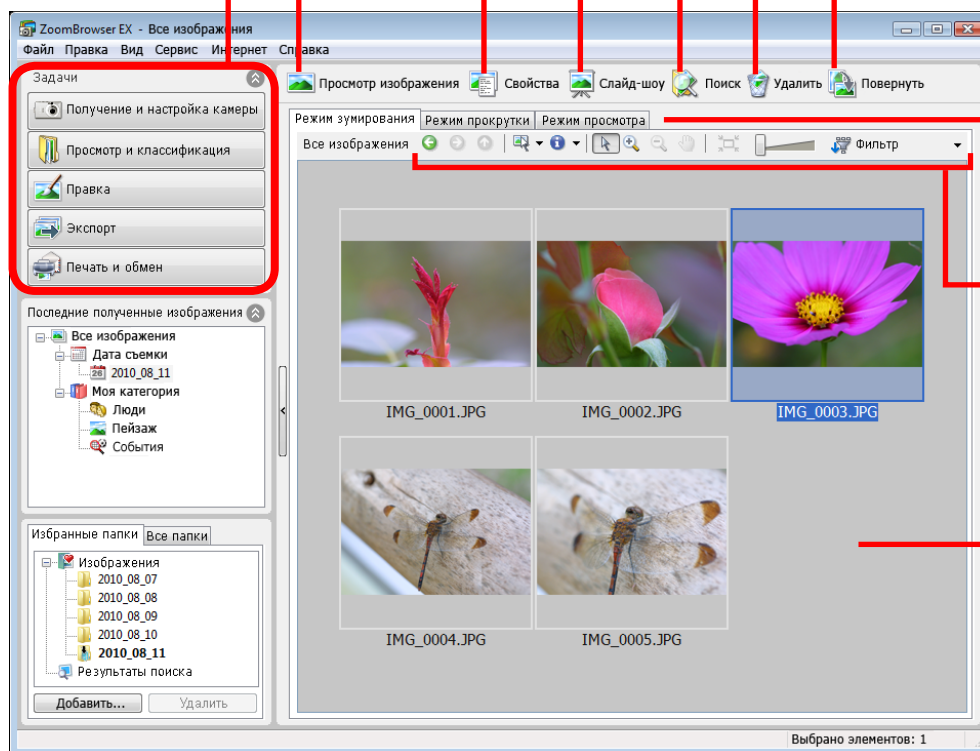 ZoomBrowser EX - Все изображения
Файл Правка Вид Сервис Интернет Справка
Задачи
Получение и настройка камеры
Просмотр и классификация
Правка
Экспорт
Печать и обмен
Последние полученные изображения
Все изображения
Дата съемки
26 2010_08_11
Моя категория
Люди
Пейзаж
События
Избранные папки Все папки
Изображения
2010_08_07
2010_08_08
2010_08_09
2010_08_10
2010_08_11
Результаты поиска
Добавить... Удалить
Просмотр изображения Свойства Слайд-шоу Поиск Удалить Повернуть
Режим зумирования Режим прокрутки Режим просмотра
Все изображения Фильтр
IMG_0001.JPG IMG_0002.JPG IMG_0003.JPG
IMG_0004.JPG IMG_0005.JPG
Выбрано элементов: 1